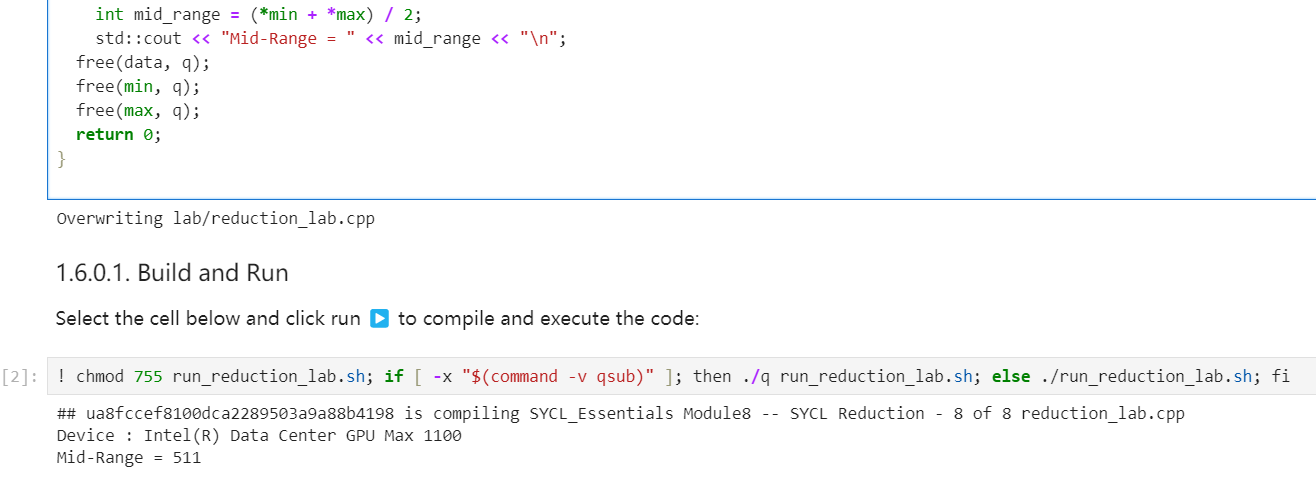 int mid_range = (*min + *max) / 2;
std::cout << "Mid-Range = " << mid_range << "\n";
free(data, q);
free(min, q);
free(max, q);
return 0;
}
Overwriting lab/reduction_lab.cpp
1.6.0.1. Build and Run
Select the cell below and click run ▶ to compile and execute the code:
[2]: ! chmod 755 run_reduction_lab.sh; if [ -x "$(command -v qsub)" ]; then ./q run_reduction_lab.sh; else ./run_reduction_lab.sh; fi
## ua8fccef8100dca2289503a9a88b4198 is compiling SYCL_Essentials Module8 -- SYCL Reduction - 8 of 8 reduction_lab.cpp
Device : Intel(R) Data Center GPU Max 1100
Mid-Range = 511